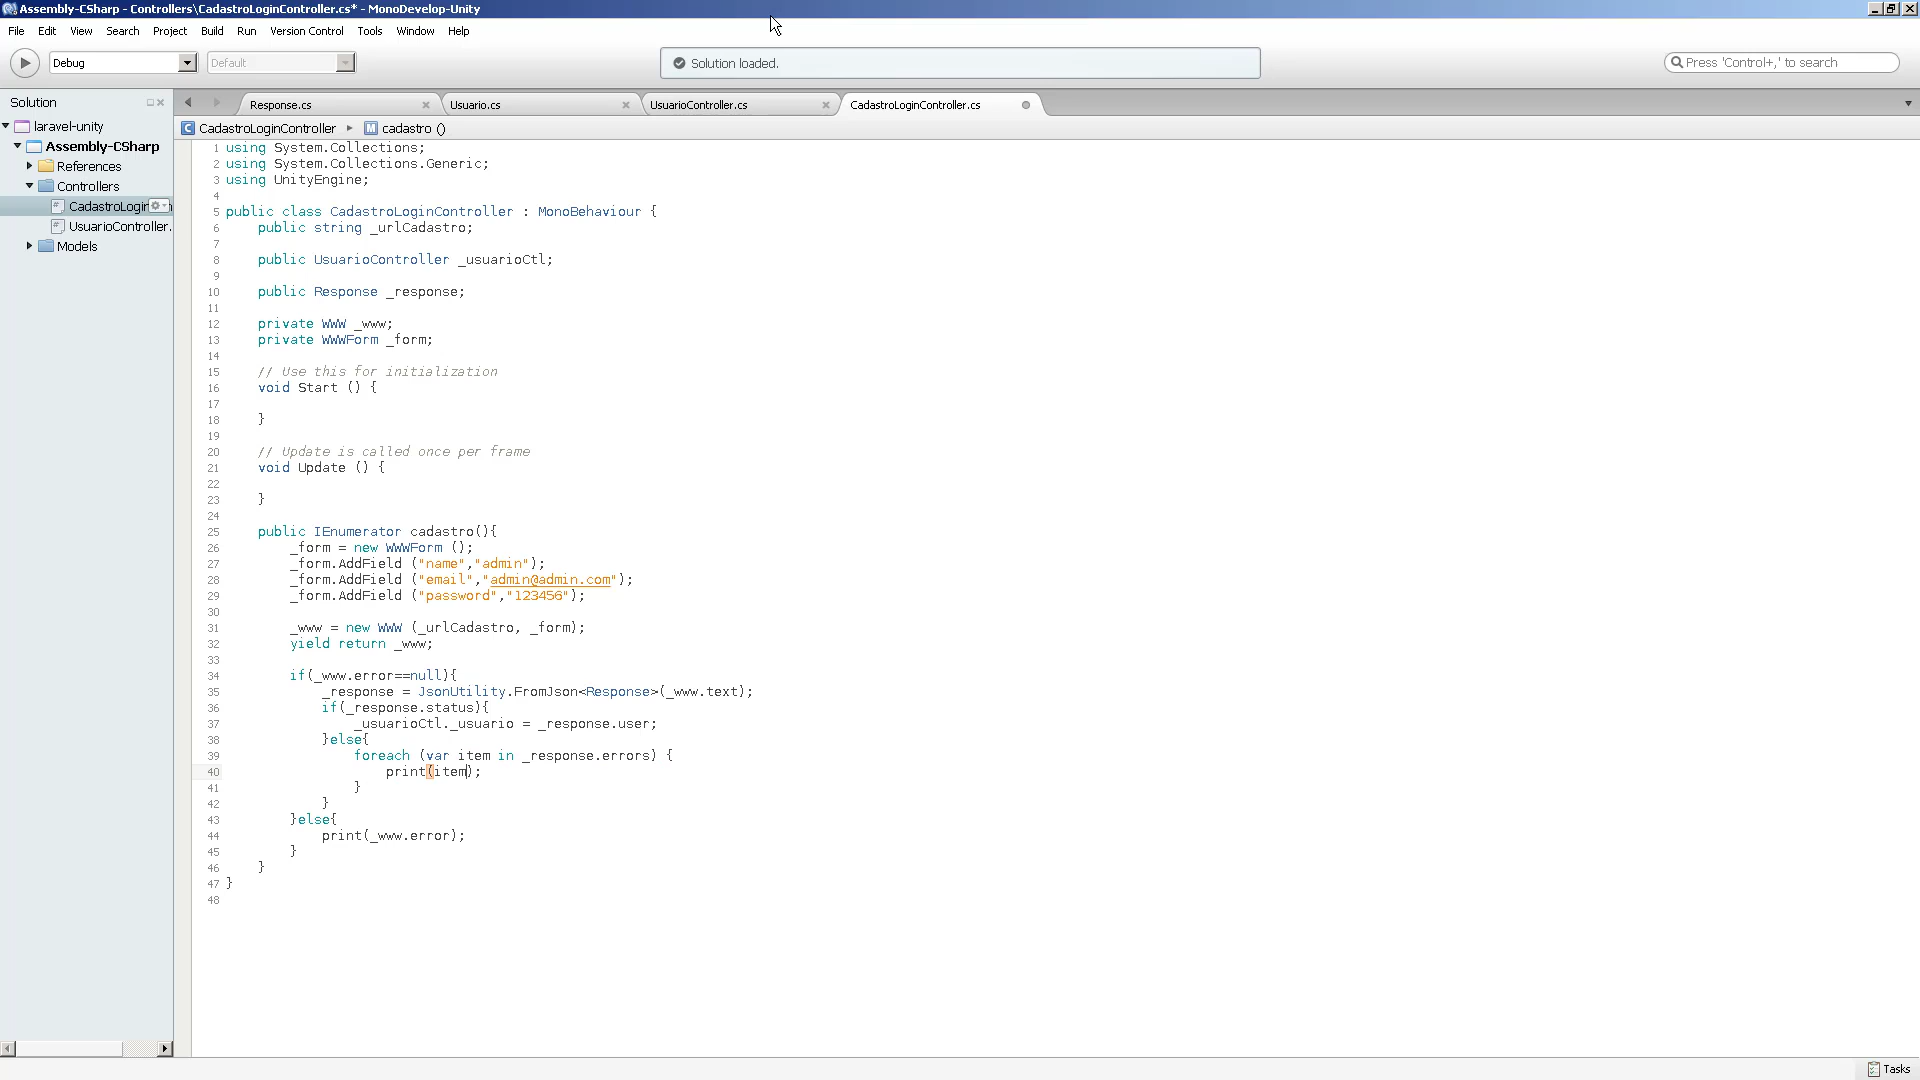 Assembly-CSharp - Controllers\CadastroLoginController.cs* - MonoDevelop-Unity
File Edit View Search Project Build Run Version Control Tools Window Help
Debug Default Solution loaded. Press 'Control+,' to search
Solution
Response.cs Usuario.cs UsuarioController.cs CadastroLoginController.cs
laravel-unity
Assembly-CSharp
References
Controllers
CadastroLogin
UsuarioController.
Models
CadastroLoginController cadastro ()
1 using System.Collections;
2 using System.Collections.Generic;
3 using UnityEngine;
4
5 public class CadastroLoginController : MonoBehaviour {
6 public string _urlCadastro;
7
8 public UsuarioController _usuarioCtl;
9
10 public Response _response;
11
12 private WWW _www;
13 private WWWForm _form;
14
15 // Use this for initialization
16 void Start () {
17
18 }
19
20 // Update is called once per frame
21 void Update () {
22
23 }
24
25 public IEnumerator cadastro(){
26 _form = new WWWForm ();
27 _form.AddField ("name","admin");
28 _form.AddField ("email","admin@admin.com");
29 _form.AddField ("password","123456");
30
31 _www = new WWW (_urlCadastro, _form);
32 yield return _www;
33
34 if(_www.error==null){
35 _response = JsonUtility.FromJson<Response>(_www.text);
36 if(_response.status){
37 _usuarioCtl._usuario = _response.user;
38 }else{
39 foreach (var item in _response.errors) {
40 print(item);
41 }
42 }
43 }else{
44 print(_www.error);
45 }
46 }
47 }
48
Tasks